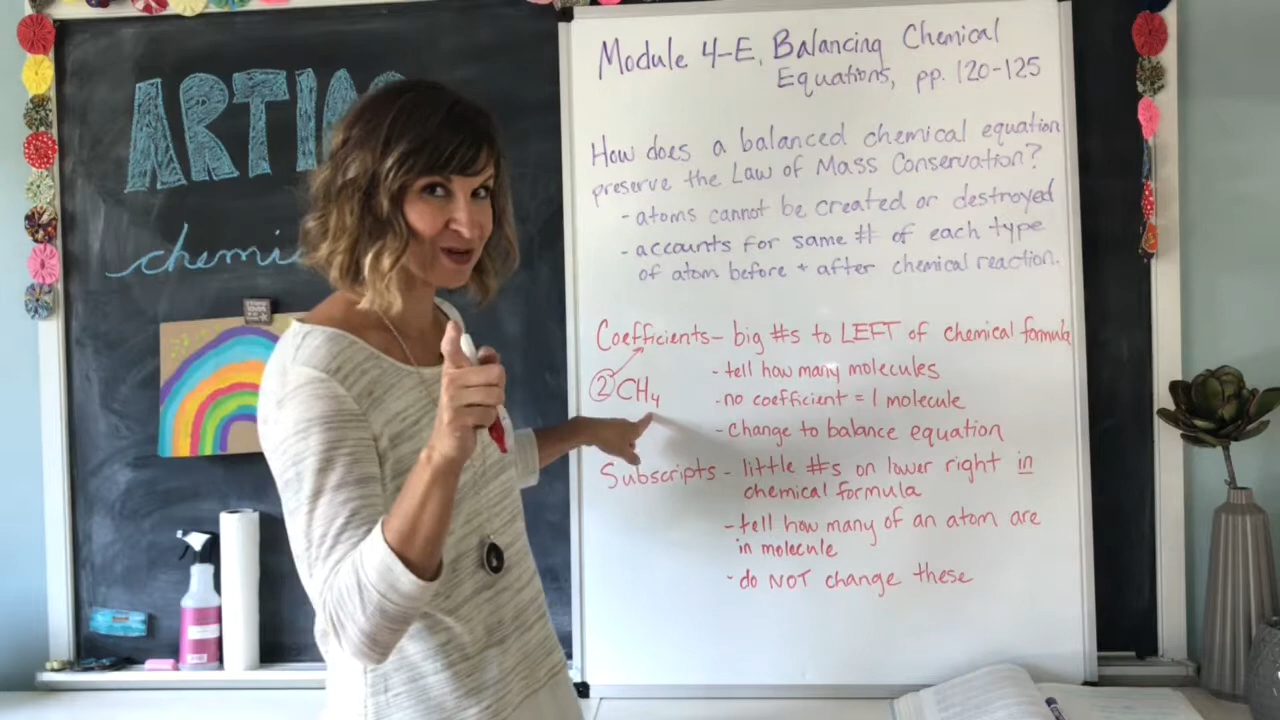 Module 4-E, Balancing Chemical
Equations, pp. 120-125
How does a balanced chemical equation
preserve the Law of Mass Conservation?
- atoms cannot be created or destroyed
- accounts for same # of each type
of atom before + after chemical reaction.
Coefficients - big #s to LEFT of chemical formula
- tell how many molecules
2CH4
- no coefficient = 1 molecule
- change to balance equation
Subscripts - little #s on lower right in
chemical formula
- tell how many of an atom are
in molecule
- do NOT change these